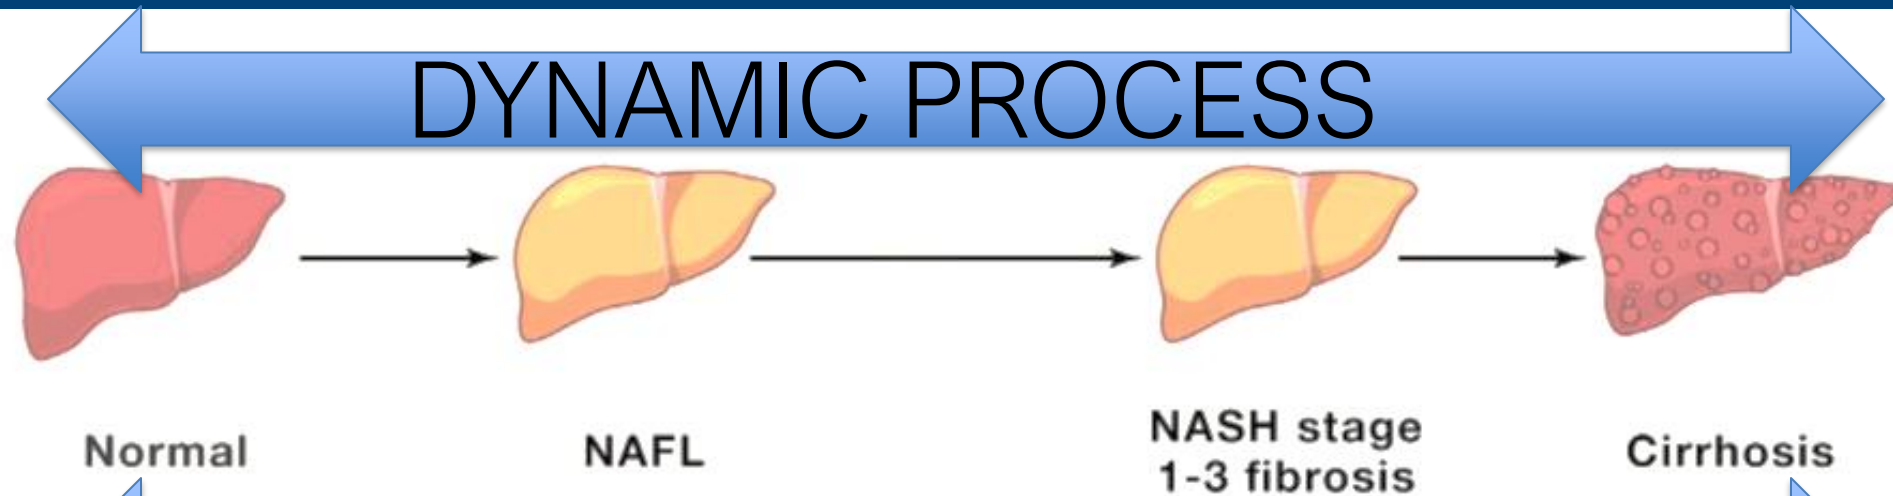 DYNAMIC PROCESS
Normal
NAFL
NASH stage
1-3 fibrosis
Cirrhosis